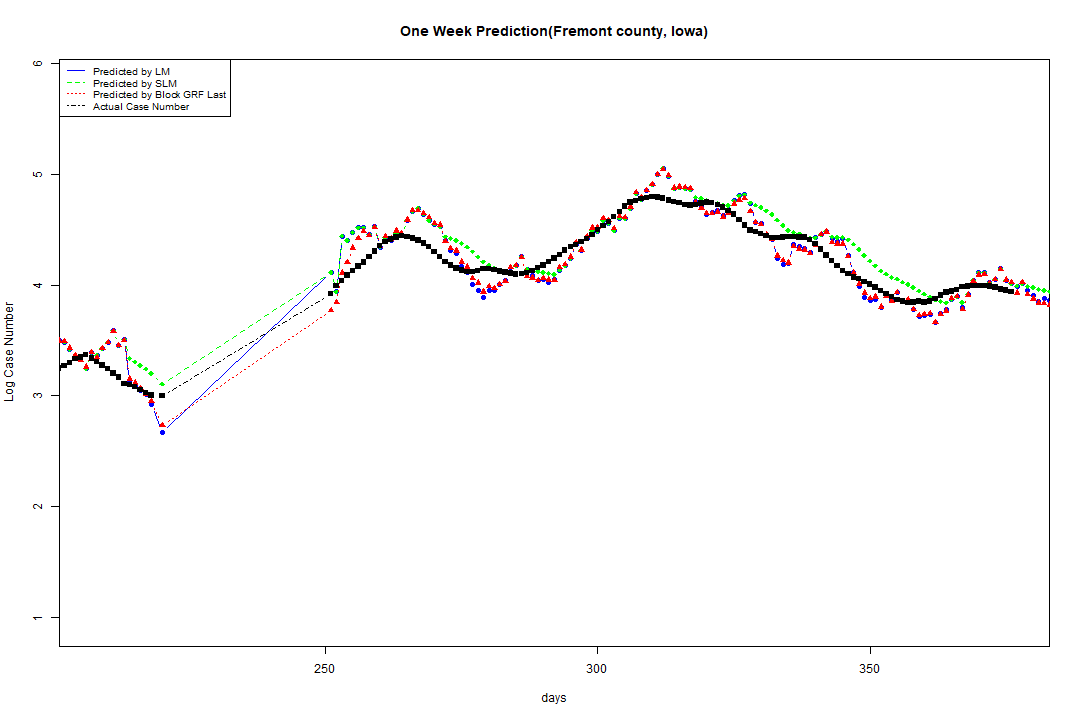 One Week Prediction(Fremont county, Iowa)
Predicted by LM
Predicted by SLM
Predicted by Block GRF Last
Actual Case Number
6
5
4
3
2
1
Log Case Number
250
300
350
days